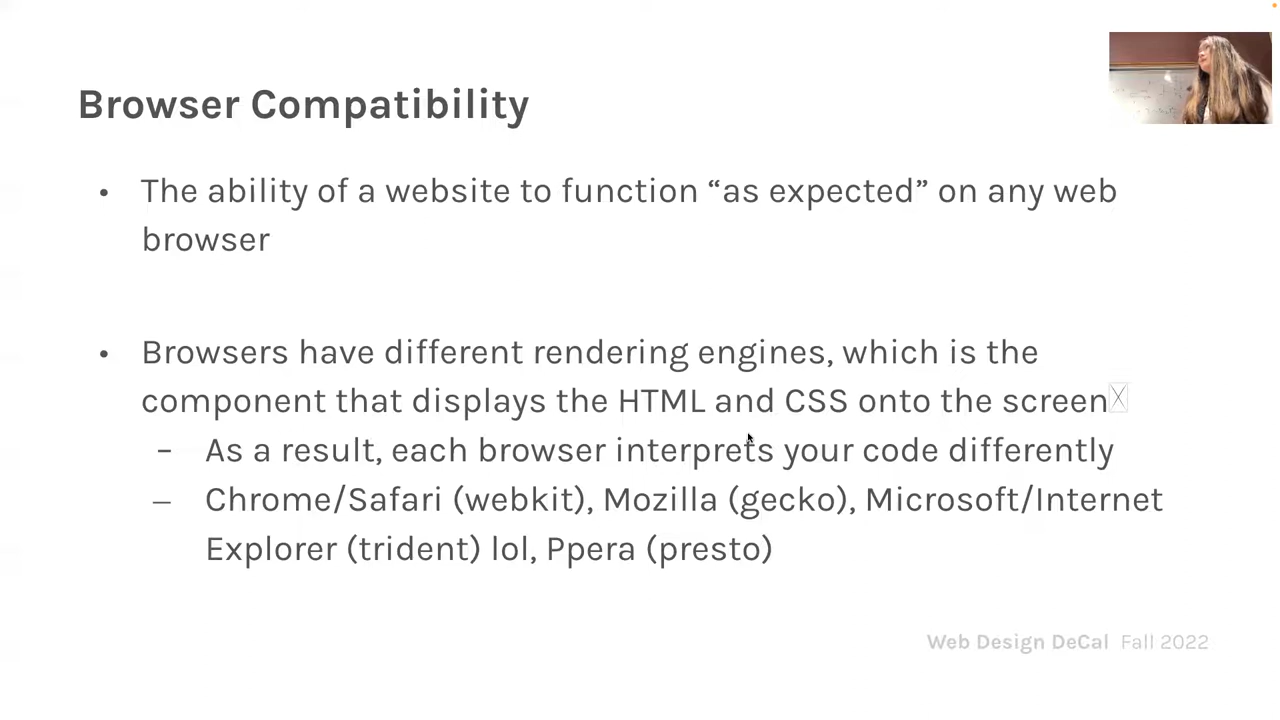 Browser Compatibility
• The ability of a website to function “as expected” on any web
browser
• Browsers have different rendering engines, which is the
component that displays the HTML and CSS onto the screen
– As a result, each browser interprets your code differently
– Chrome/Safari (webkit), Mozilla (gecko), Microsoft/Internet
Explorer (trident) lol, Ppera (presto)
Web Design DeCal Fall 2022